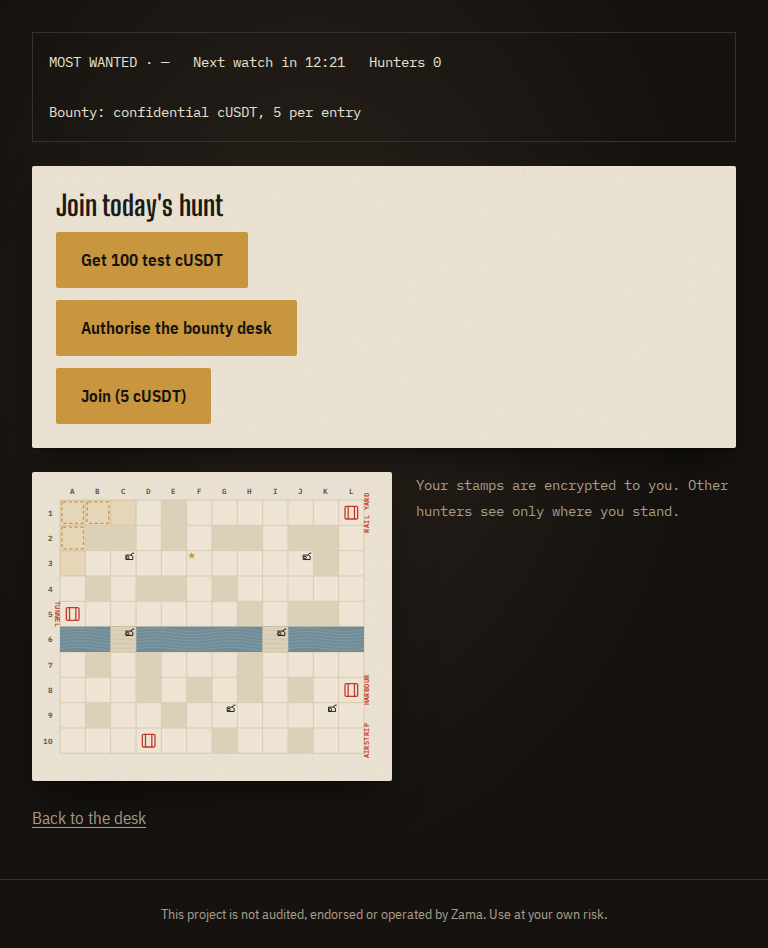 MOST WANTED · — Next watch in 12:21 Hunters 0
Bounty: confidential cUSDT, 5 per entry
Join today's hunt
Get 100 test cUSDT
Authorise the bounty desk
Join (5 cUSDT)
A B C D E F G H I J K L
1
RAIL YARD
2
3
4
5
TUNNEL
6
7
8
HARBOUR
9
10
AIRSTRIP
Your stamps are encrypted to you. Other
hunters see only where you stand.
Back to the desk
This project is not audited, endorsed or operated by Zama. Use at your own risk.